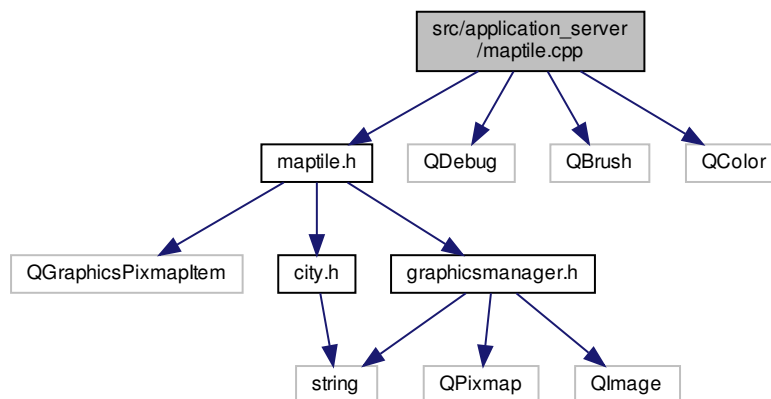 src/application_server
/maptile.cpp
maptile.h
QDebug
QBrush
QColor
QGraphicsPixmapItem
city.h
graphicsmanager.h
string
QPixmap
QImage